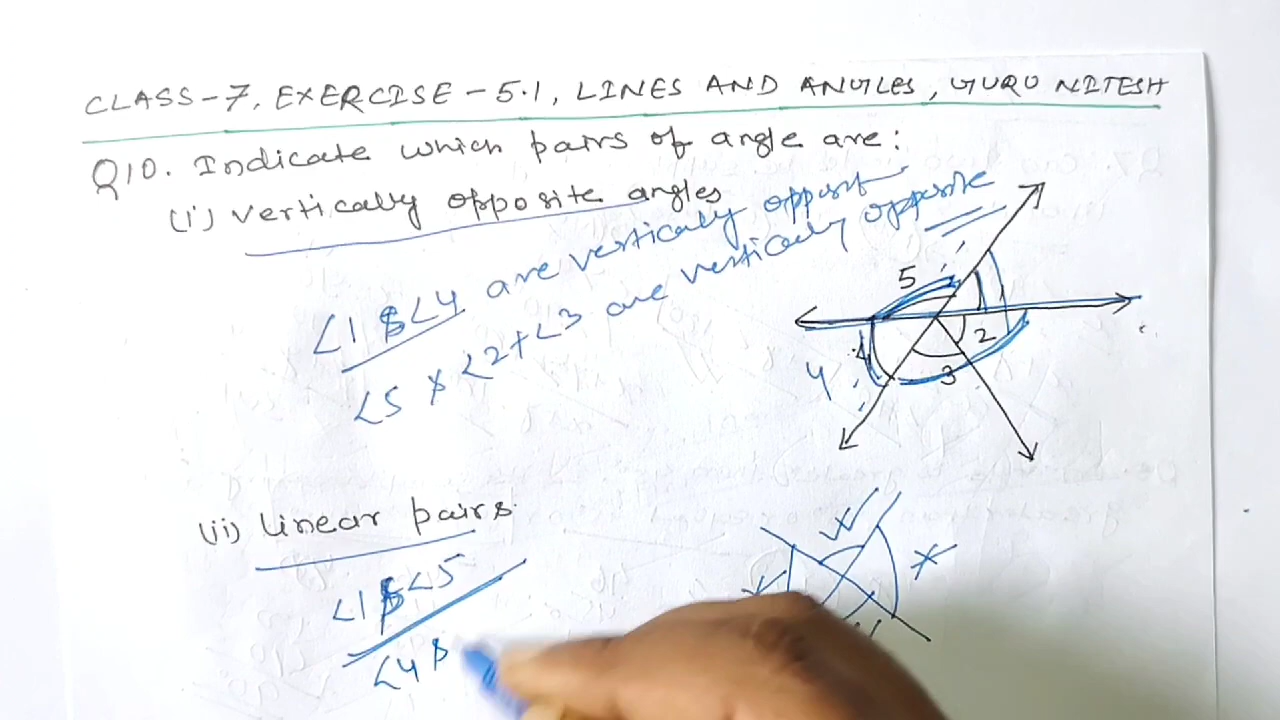 CLASS-7, EXERCISE-5.1, LINES AND ANGLES, GURU NITESH
Q10. Indicate which pairs of angle are:
(i) vertically opposite angles
∠1 & ∠4 are vertically opposit
∠5 & ∠2+∠3 are vertically opposite
5
2
3
4
(ii) linear pairs.
∠1 & ∠5
∠4 &